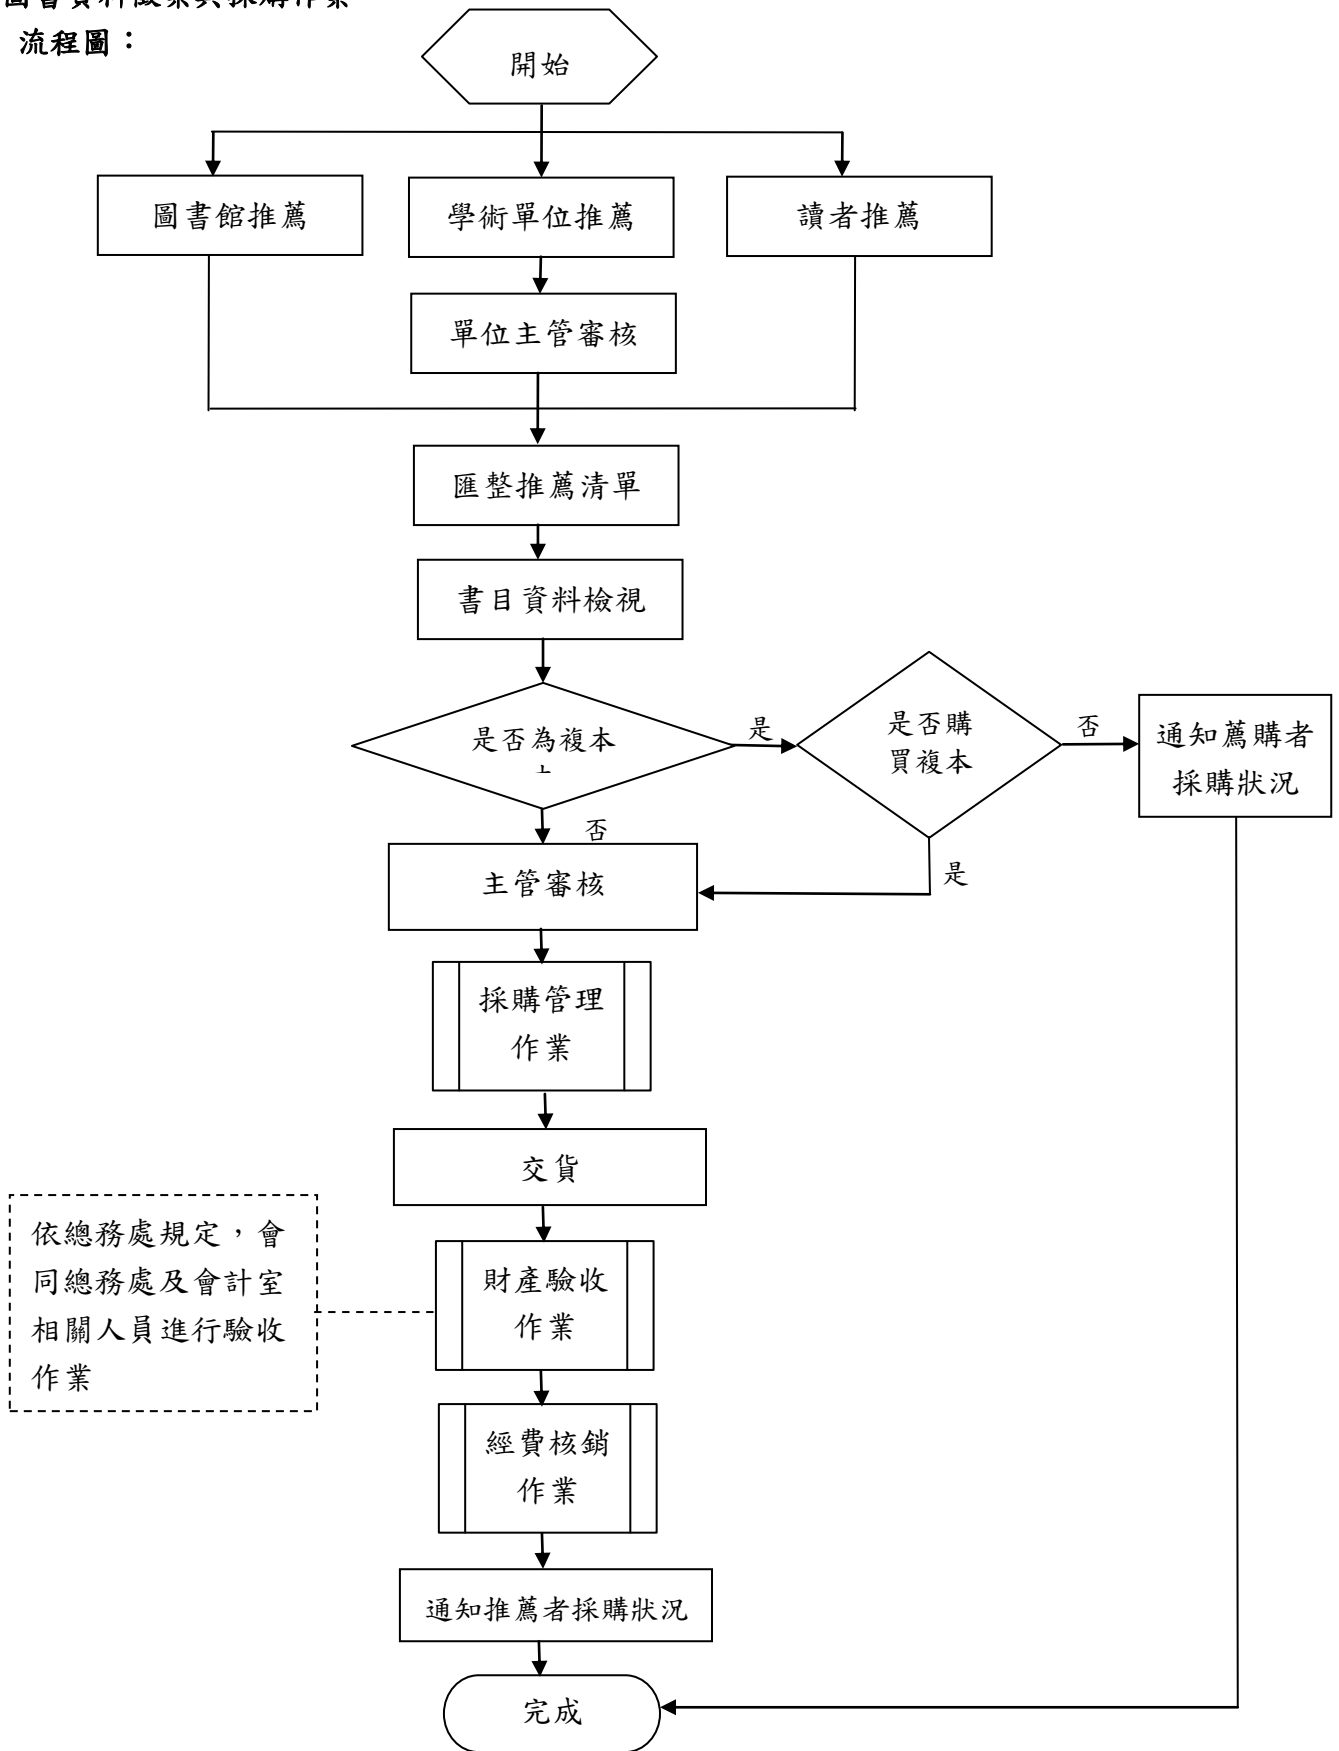 流程圖：
開始
圖書館推薦
學術單位推薦
讀者推薦
單位主管審核
匯整推薦清單
書目資料檢視
是否為複本
是
是否購
買複本
否
通知薦購者
採購狀況
否
主管審核
是
採購管理
作業
交貨
依總務處規定，會
同總務處及會計室
相關人員進行驗收
作業
財產驗收
作業
經費核銷
作業
通知推薦者採購狀況
完成